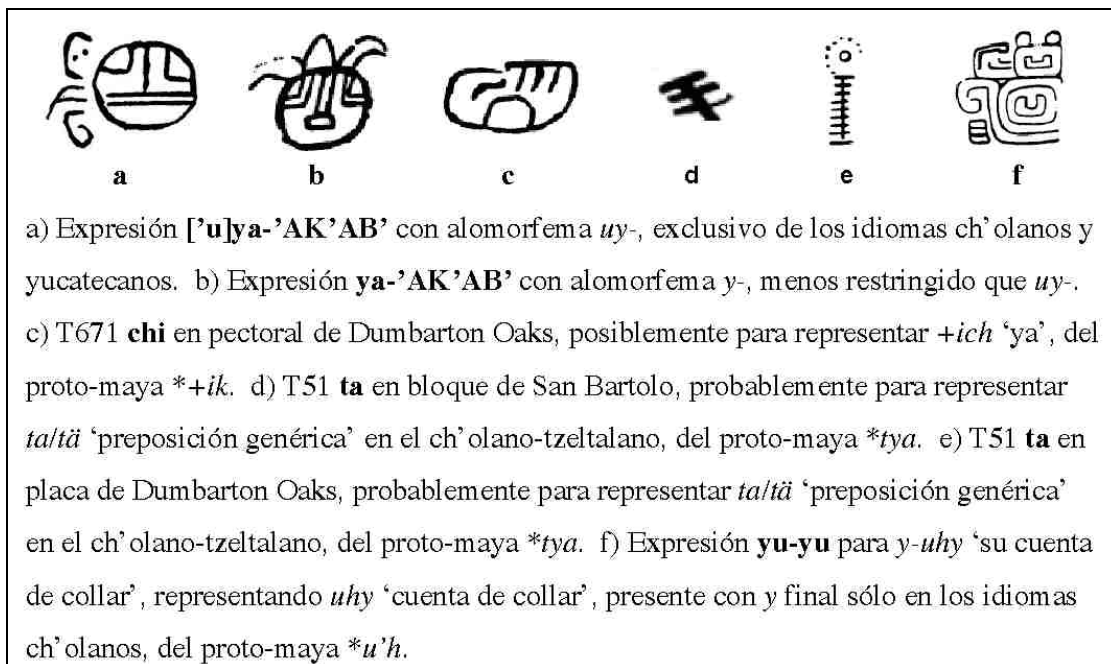 a b c d e f
a) Expresión ['u]ya-'AK'AB' con alomorfema uy-, exclusivo de los idiomas ch'olanos y
yucatecanos. b) Expresión ya-'AK'AB' con alomorfema y-, menos restringido que uy-.
c) T671 chi en pectoral de Dumbarton Oaks, posiblemente para representar +ich ‘ya’, del
proto-maya *+ik. d) T51 ta en bloque de San Bartolo, probablemente para representar
ta/tä ‘preposición genérica’ en el ch'olano-tzeltalano, del proto-maya *tya. e) T51 ta en
placa de Dumbarton Oaks, probablemente para representar ta/tä ‘preposición genérica’
en el ch'olano-tzeltalano, del proto-maya *tya. f) Expresión yu-yu para y-uhy ‘su cuenta
de collar’, representando uhy ‘cuenta de collar’, presente con y final sólo en los idiomas
ch'olanos, del proto-maya *u'h.